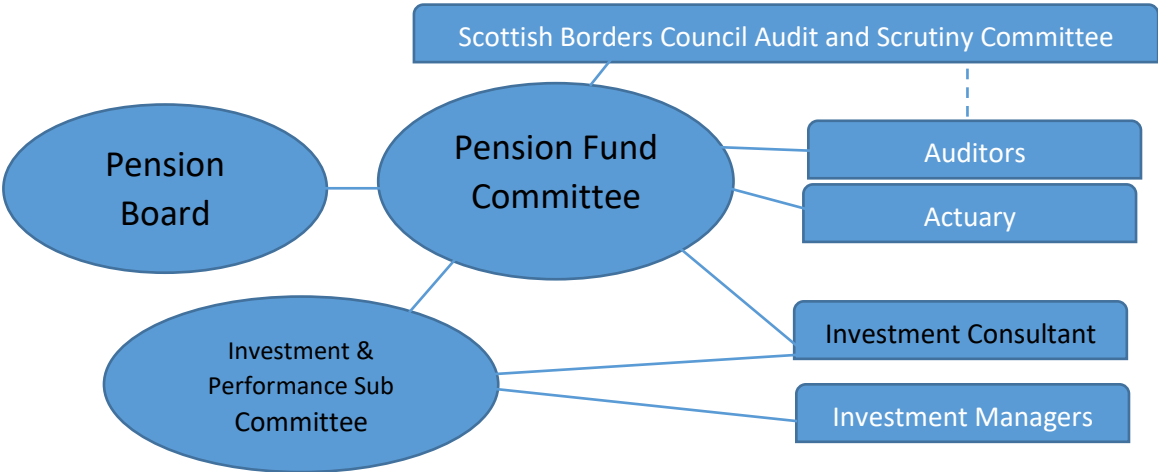 Scottish Borders Council Audit and Scrutiny Committee
Pension
Board
Pension Fund
Committee
Auditors
Actuary
Investment &
Performance Sub
Committee
Investment Consultant
Investment Managers